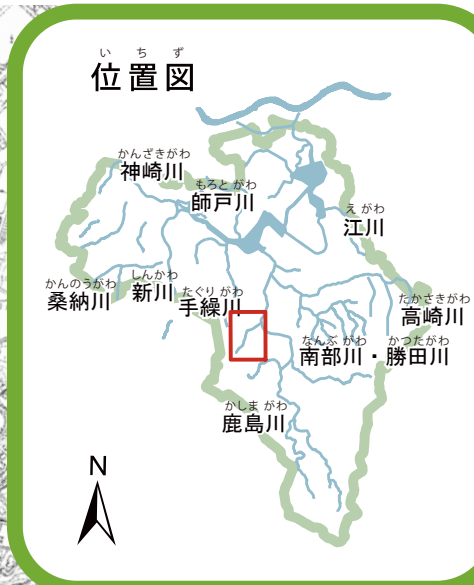 いちず
位置図
かんざきがわ
神崎川
もろとがわ
師戸川
えがわ
江川
かんのうがわ
桑納川
しんかわ
新川
たぐりがわ
手繰川
たかさきがわ
高崎川
なんぶがわ かつたがわ
南部川・勝田川
かしまがわ
鹿島川
N